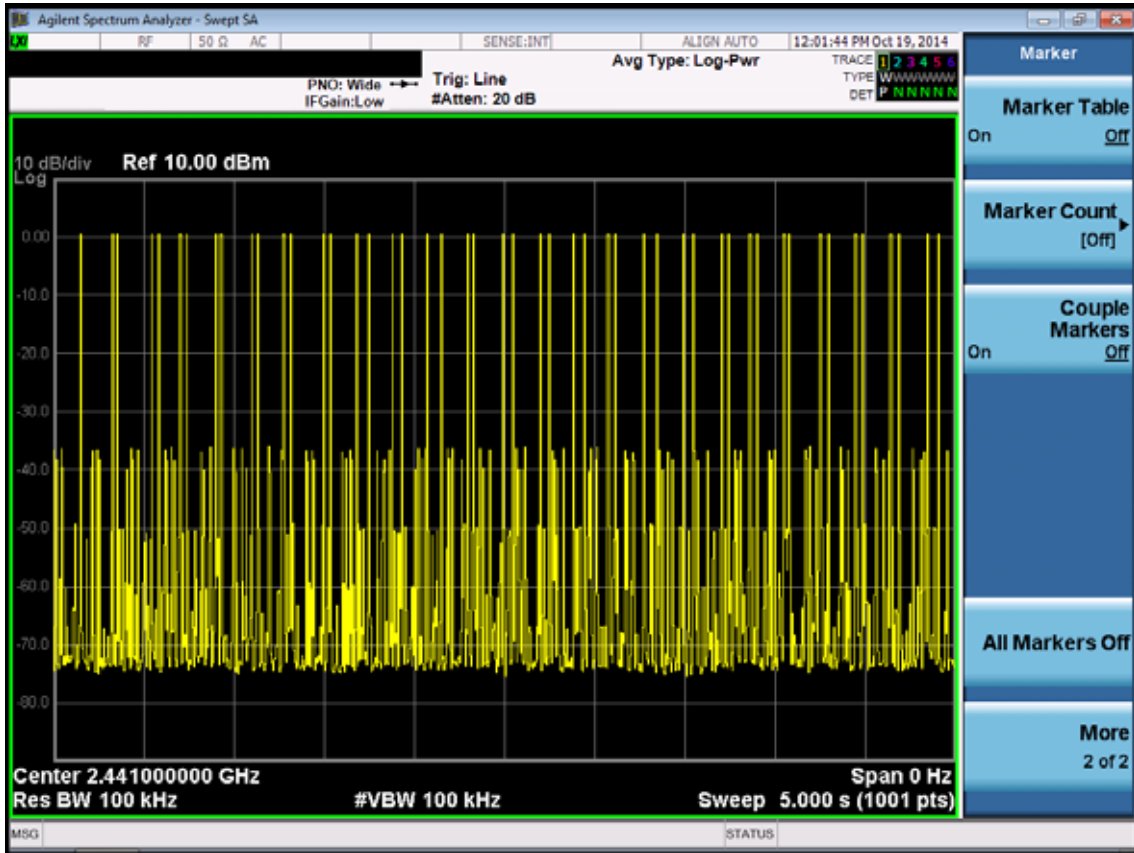 Agilent Spectrum Analyzer - Swept SA
LXI RF 50 Ω AC SENSE:INT ALIGN AUTO 12:01:44 PM Oct 19, 2014
Marker
Avg Type: Log-Pwr
TRACE 1 2 3 4 5 6
PNO: Wide
Trig: Line
TYPE WWWWWW
IFGain:Low
#Atten: 20 dB
DET P N N N N N
Marker Table
On Off
10 dB/div Ref 10.00 dBm
Log
Marker Count
[Off]
0.00
-10.0
Couple
Markers
On Off
-20.0
-30.0
-40.0
-50.0
-60.0
-70.0
All Markers Off
-80.0
More
2 of 2
Center 2.441000000 GHz Span 0 Hz
Res BW 100 kHz #VBW 100 kHz Sweep 5.000 s (1001 pts)
MSG STATUS